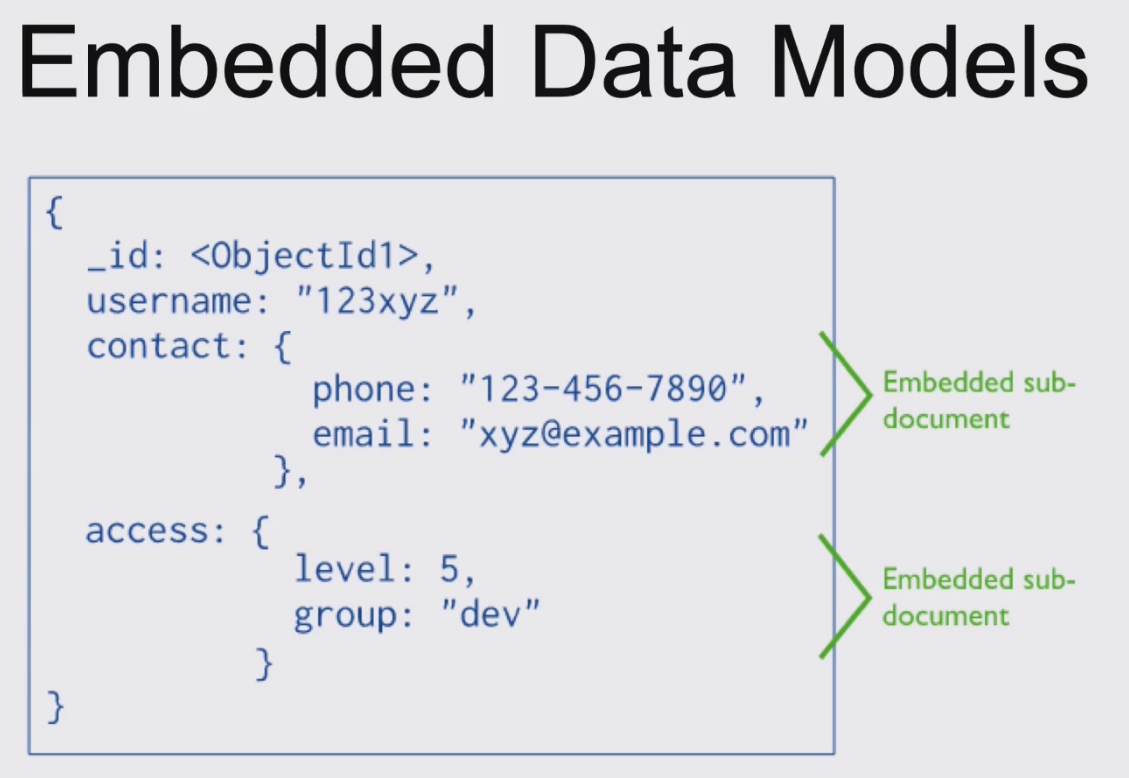 Embedded Data Models
{
_id: <ObjectId1>,
username: "123xyz",
contact: {
phone: "123-456-7890",
email: "xyz@example.com"
},
access: {
level: 5,
group: "dev"
}
}
Embedded sub-
document
Embedded sub-
document